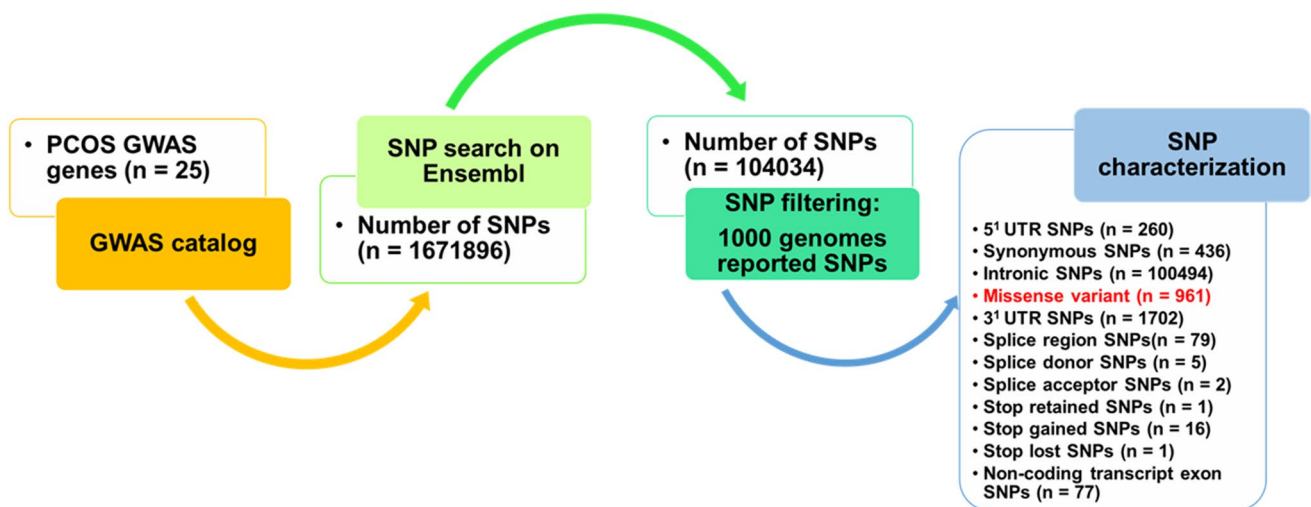 • PCOS GWAS
genes (n = 25)
GWAS catalog
SNP search on
Ensembl
• Number of SNPs
(n = 1671896)
• Number of SNPs
(n = 104034)
SNP filtering:
1000 genomes
reported SNPs
SNP
characterization
• 5¹ UTR SNPs (n = 260)
• Synonymous SNPs (n = 436)
• Intronic SNPs (n = 100494)
• Missense variant (n = 961)
• 3¹ UTR SNPs (n = 1702)
• Splice region SNPs(n = 79)
• Splice donor SNPs (n = 5)
• Splice acceptor SNPs (n = 2)
• Stop retained SNPs (n = 1)
• Stop gained SNPs (n = 16)
• Stop lost SNPs (n = 1)
• Non-coding transcript exon
SNPs (n = 77)